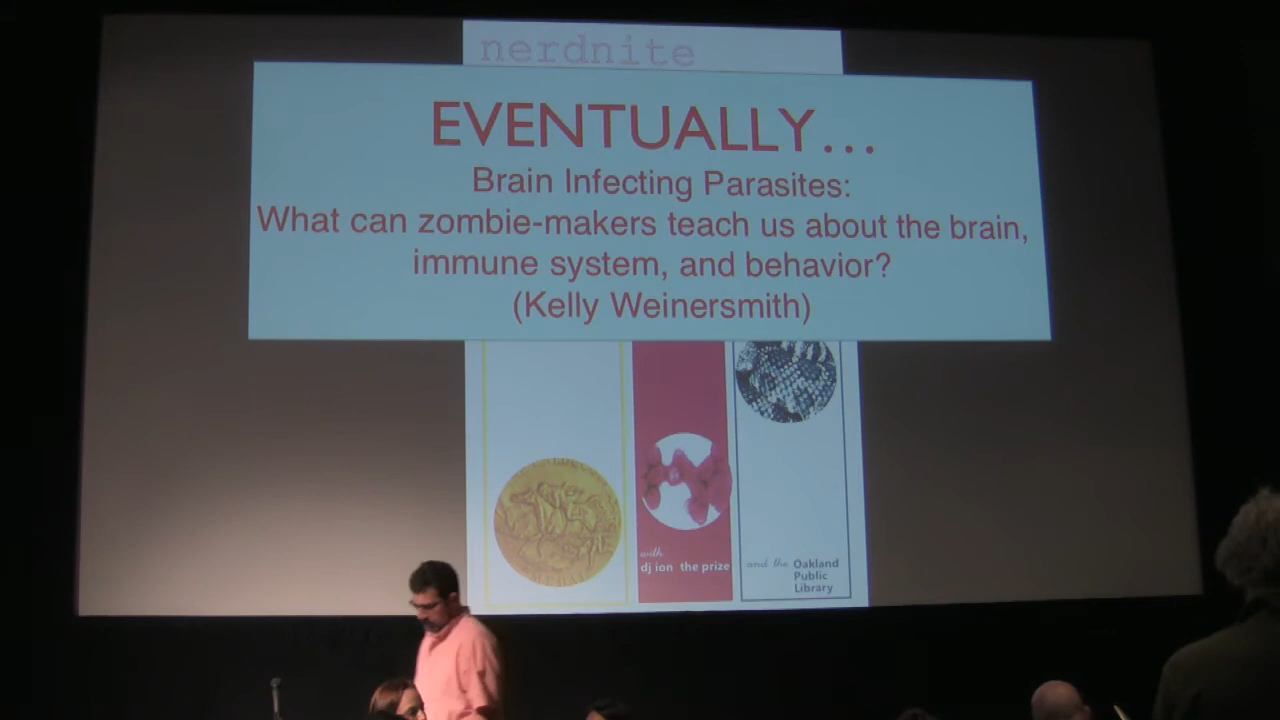 nerdnite
EVENTUALLY...
Brain Infecting Parasites:
What can zombie-makers teach us about the brain,
immune system, and behavior?
(Kelly Weinersmith)
with
dj ion the prize
and the Oakland
Public
Library